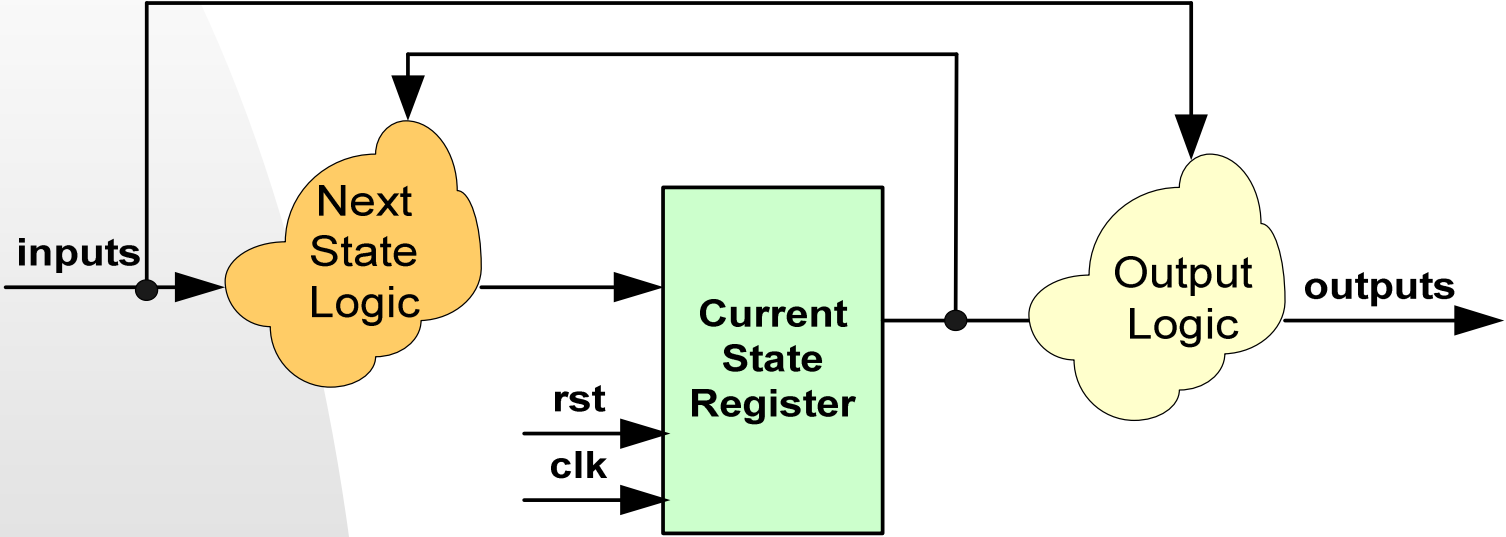 inputs
Next
State
Logic
rst
clk
Current
State
Register
Output
Logic
outputs